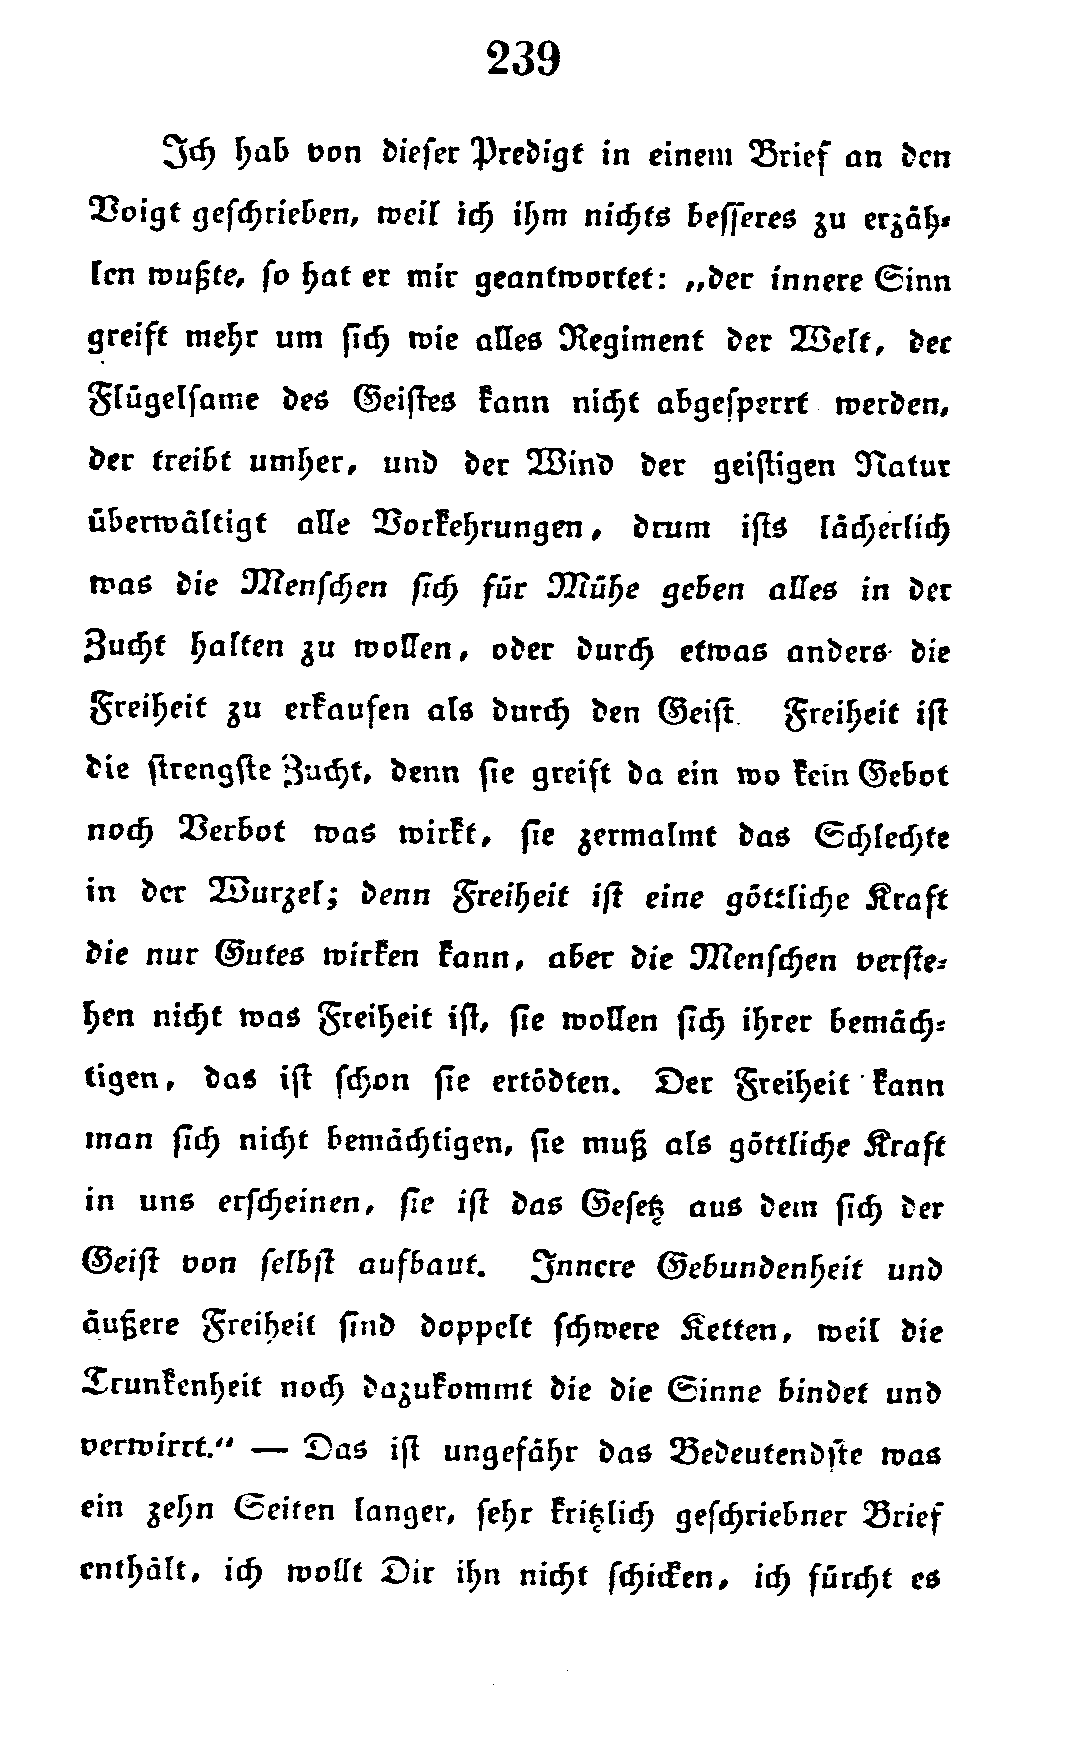 239
Ich hab von dieser Predigt in einem Brief an den
Voigt geschrieben, weil ich ihm nichts besseres zu erzäh-
len wußte, so hat er mir geantwortet: „der innere Sinn
greift mehr um sich wie alles Regiment der Welt, der
Flügelsame des Geistes kann nicht abgesperrt werden,
der treibt umher, und der Wind der geistigen Natur
überwältigt alle Vorkehrungen, drum ists lächerlich
was die Menschen sich für Mühe geben alles in der
Zucht halten zu wollen, oder durch etwas anders die
Freiheit zu erkaufen als durch den Geist. Freiheit ist
die strengste Zucht, denn sie greift da ein wo kein Gebot
noch Verbot was wirkt, sie zermalmt das Schlechte
in der Wurzel; denn Freiheit ist eine göttliche Kraft
die nur Gutes wirken kann, aber die Menschen verste-
hen nicht was Freiheit ist, sie wollen sich ihrer bemäch-
tigen, das ist schon sie ertödten. Der Freiheit kann
man sich nicht bemächtigen, sie muß als göttliche Kraft
in uns erscheinen, sie ist das Gesetz aus dem sich der
Geist von selbst aufbaut. Innere Gebundenheit und
äußere Freiheit sind doppelt schwere Ketten, weil die
Trunkenheit noch dazukommt die die Sinne bindet und
verwirrt.“ — Das ist ungefähr das Bedeutendste was
ein zehn Seiten langer, sehr kritzlich geschriebner Brief
enthält, ich wollt Dir ihn nicht schicken, ich fürcht es